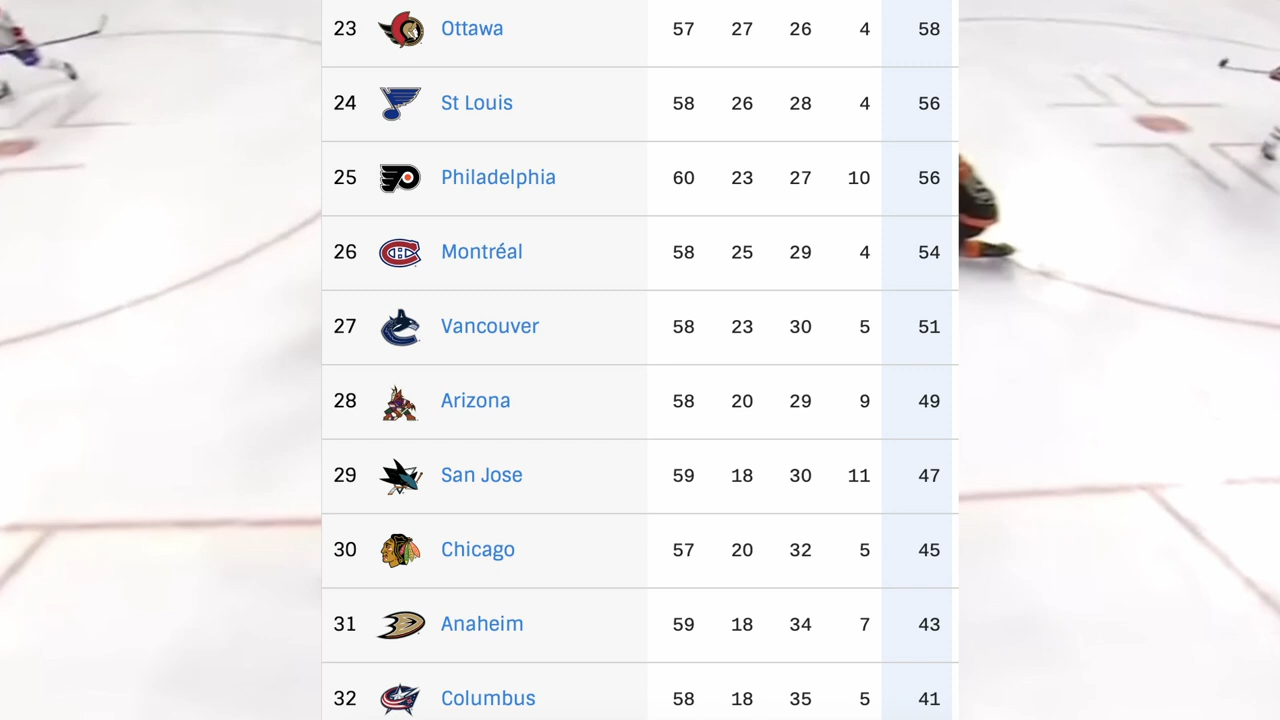 23 Ottawa 57 27 26 4 58
24 St Louis 58 26 28 4 56
25 Philadelphia 60 23 27 10 56
26 Montréal 58 25 29 4 54
27 Vancouver 58 23 30 5 51
28 Arizona 58 20 29 9 49
29 San Jose 59 18 30 11 47
30 Chicago 57 20 32 5 45
31 Anaheim 59 18 34 7 43
32 Columbus 58 18 35 5 41